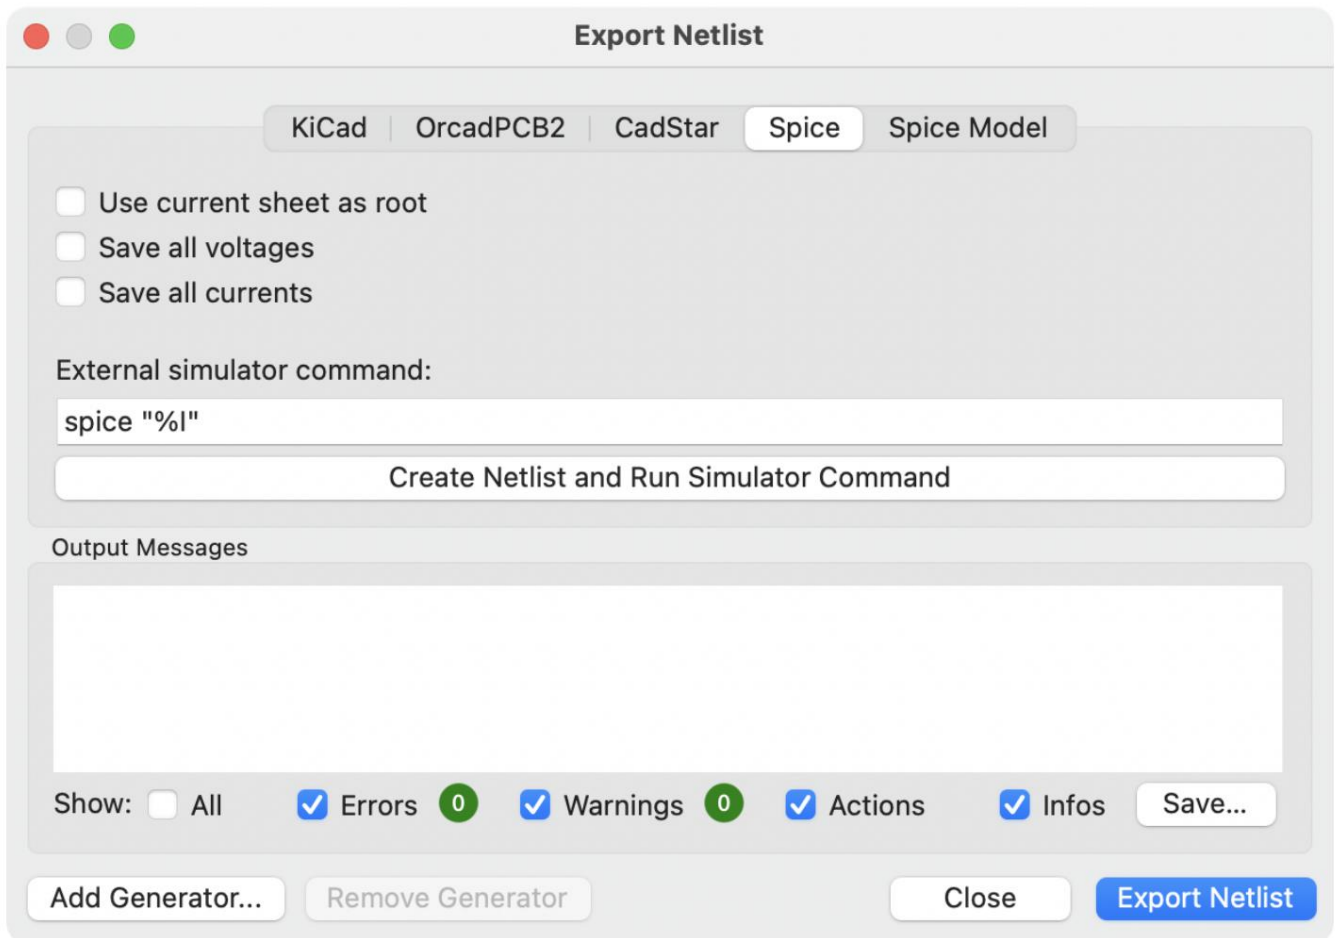 Export Netlist
KiCad OrcadPCB2 CadStar Spice Spice Model
Use current sheet as root
Save all voltages
Save all currents
External simulator command:
spice "%I"
Create Netlist and Run Simulator Command
Output Messages
Show: All Errors 0 Warnings 0 Actions Infos Save...
Add Generator... Remove Generator Close Export Netlist